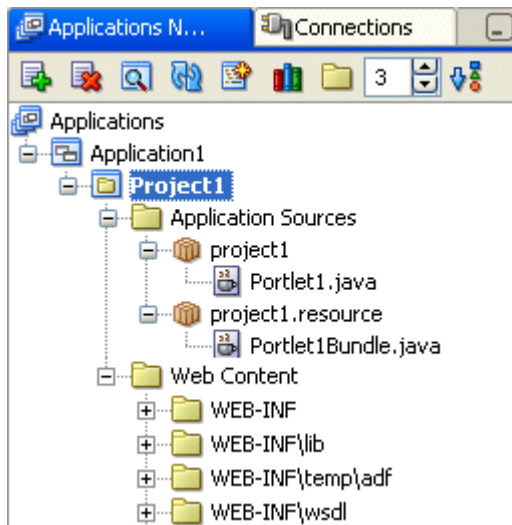 Applications N... Connections
3
Applications
Application1
Project1
Application Sources
project1
Portlet1.java
project1.resource
Portlet1Bundle.java
Web Content
WEB-INF
WEB-INF\lib
WEB-INF\temp\adf
WEB-INF\wsdl